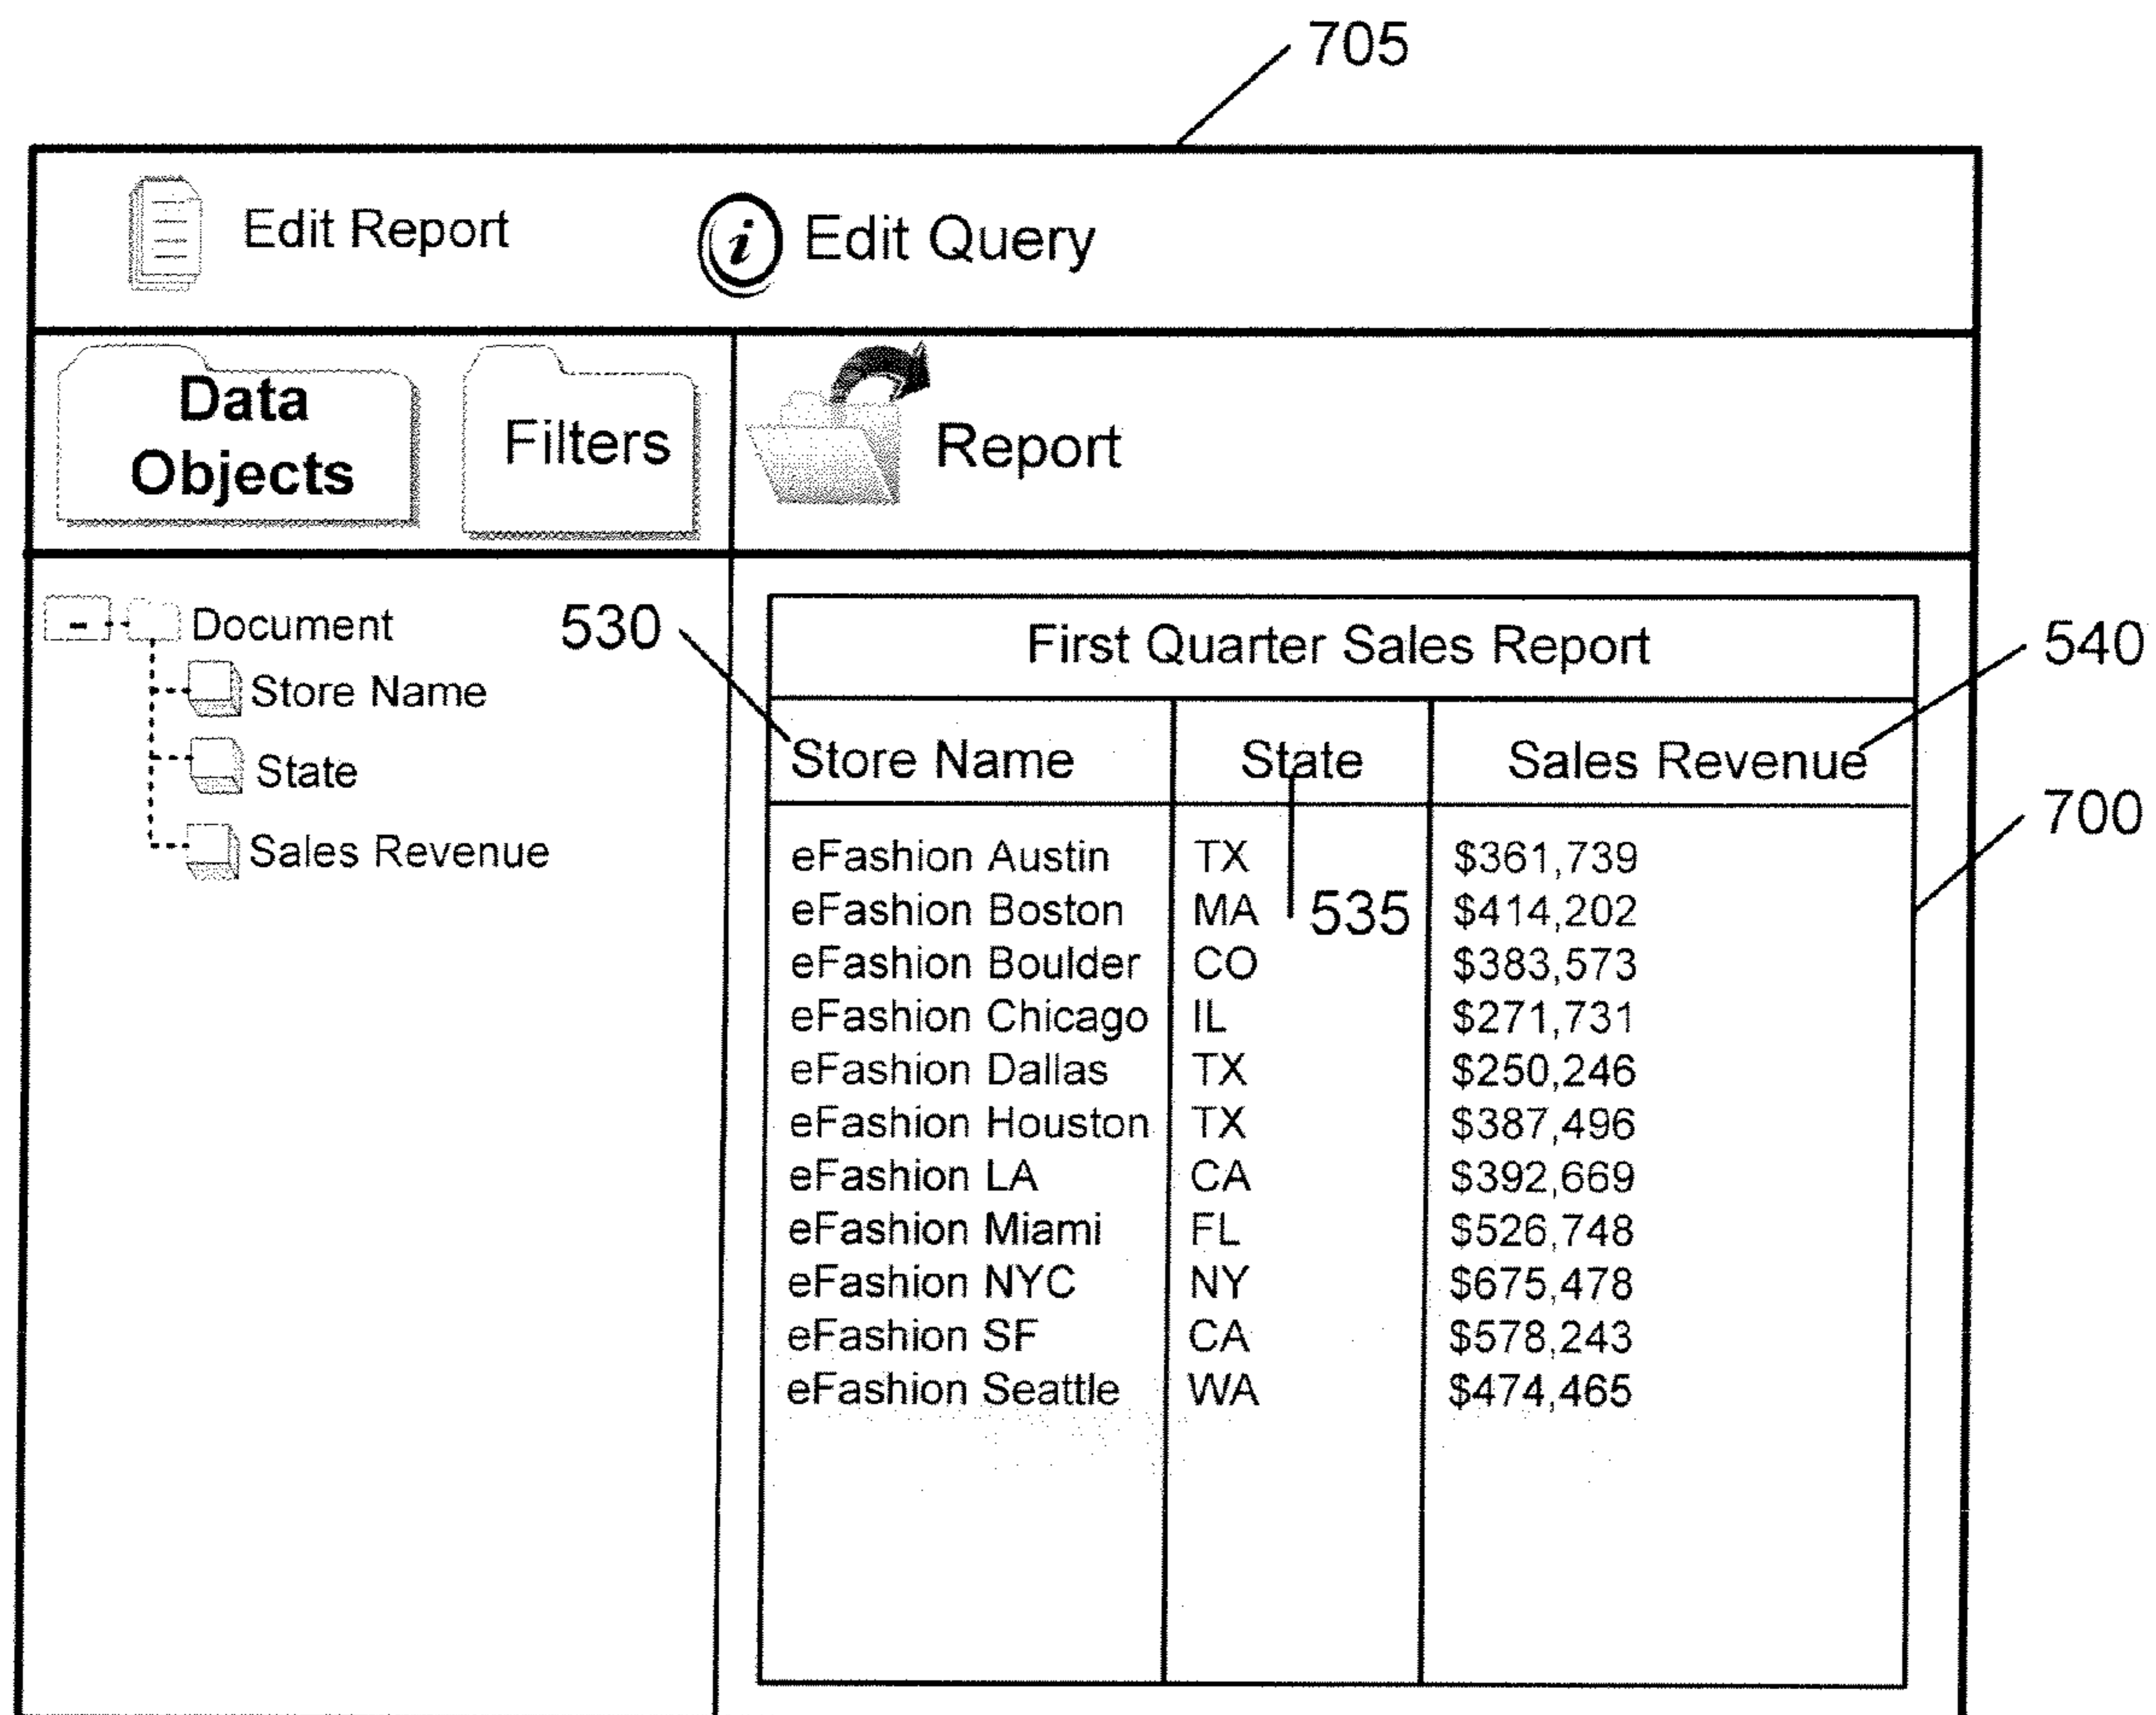 705
Edit Report
Edit Query
Data
Objects
Filters
Report
- Document
Store Name
State
Sales Revenue
530
540
700
535
First Quarter Sales Report
Store Name State Sales Revenue
eFashion Austin TX $361,739
eFashion Boston MA $414,202
eFashion Boulder CO $383,573
eFashion Chicago IL $271,731
eFashion Dallas TX $250,246
eFashion Houston TX $387,496
eFashion LA CA $392,669
eFashion Miami FL $526,748
eFashion NYC NY $675,478
eFashion SF CA $578,243
eFashion Seattle WA $474,465